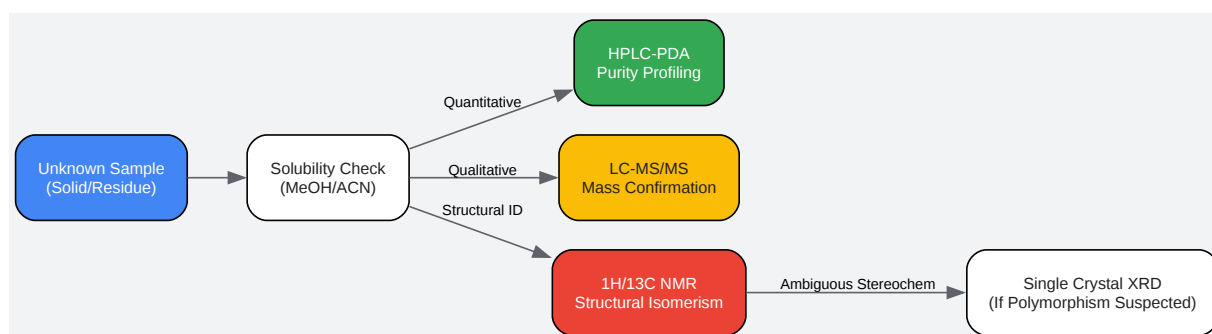 HPLC-PDA
Purity Profiling
Quantitative
Unknown Sample
(Solid/Residue)
Solubility Check
(MeOH/ACN)
Qualitative
LC-MS/MS
Mass Confirmation
Structural ID
1H/13C NMR
Structural Isomerism
Ambiguous Stereochem
Single Crystal XRD
(If Polymorphism Suspected)